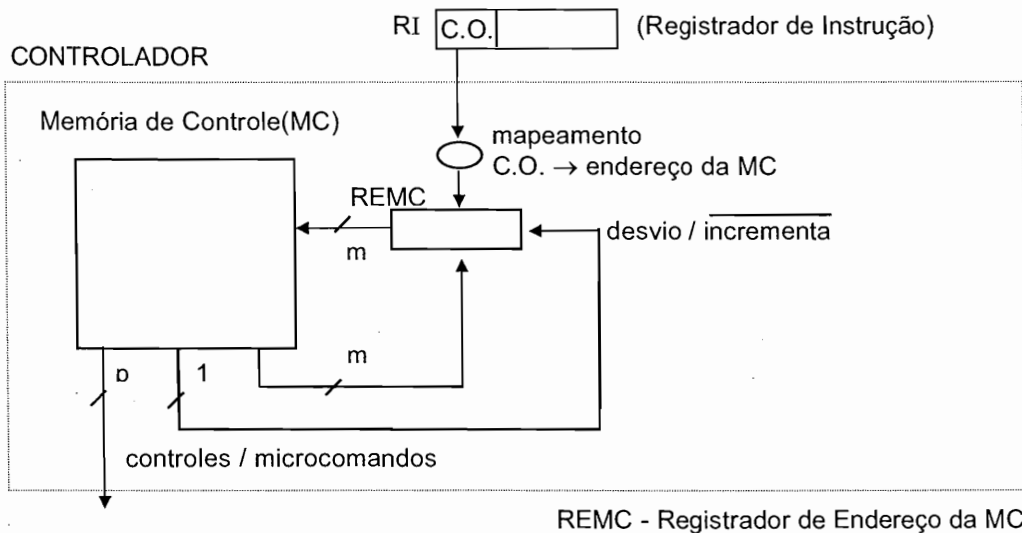 RI C.O. (Registrador de Instrução)
CONTROLADOR
Memória de Controle(MC)
mapeamento
C.O. → endereço da MC
REMC
m
desvio / incrementa
m
p 1
controles / microcomandos
REMC - Registrador de Endereço da MC